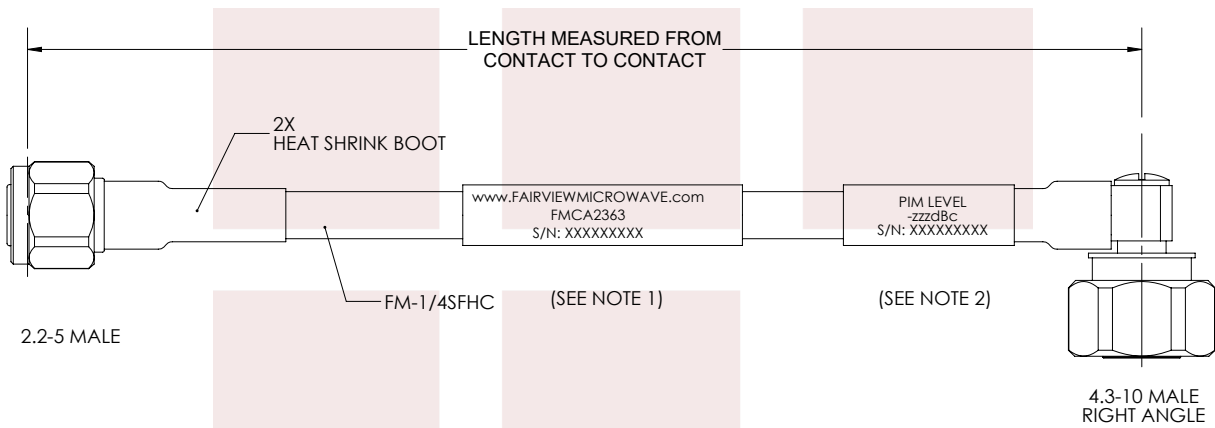 LENGTH MEASURED FROM
CONTACT TO CONTACT
2X
HEAT SHRINK BOOT
www.FAIRVIEWMICROWAVE.com
FMCA2363
S/N: XXXXXXXXX
PIM LEVEL
-zzzdBc
S/N: XXXXXXXXX
FM-1/4SFHC
(SEE NOTE 1)
(SEE NOTE 2)
2.2-5 MALE
4.3-10 MALE
RIGHT ANGLE